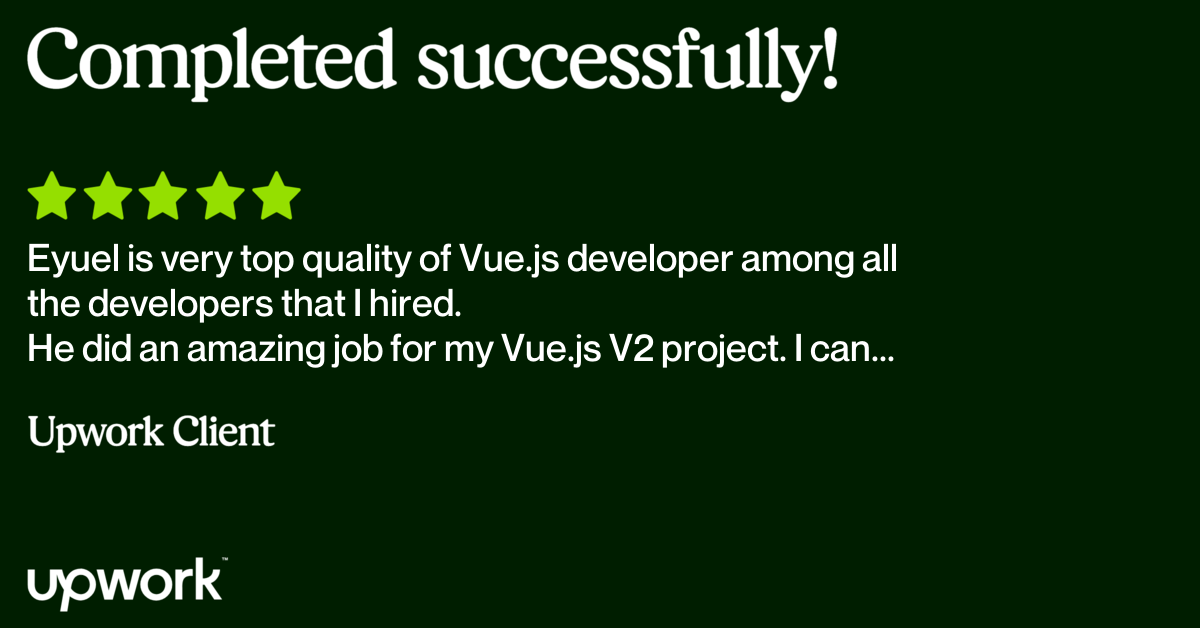 Completed successfully!
Eyuel is very top quality of Vue.js developer among all
the developers that I hired.
He did an amazing job for my Vue.js V2 project. I can...
Upwork Client
upwork™